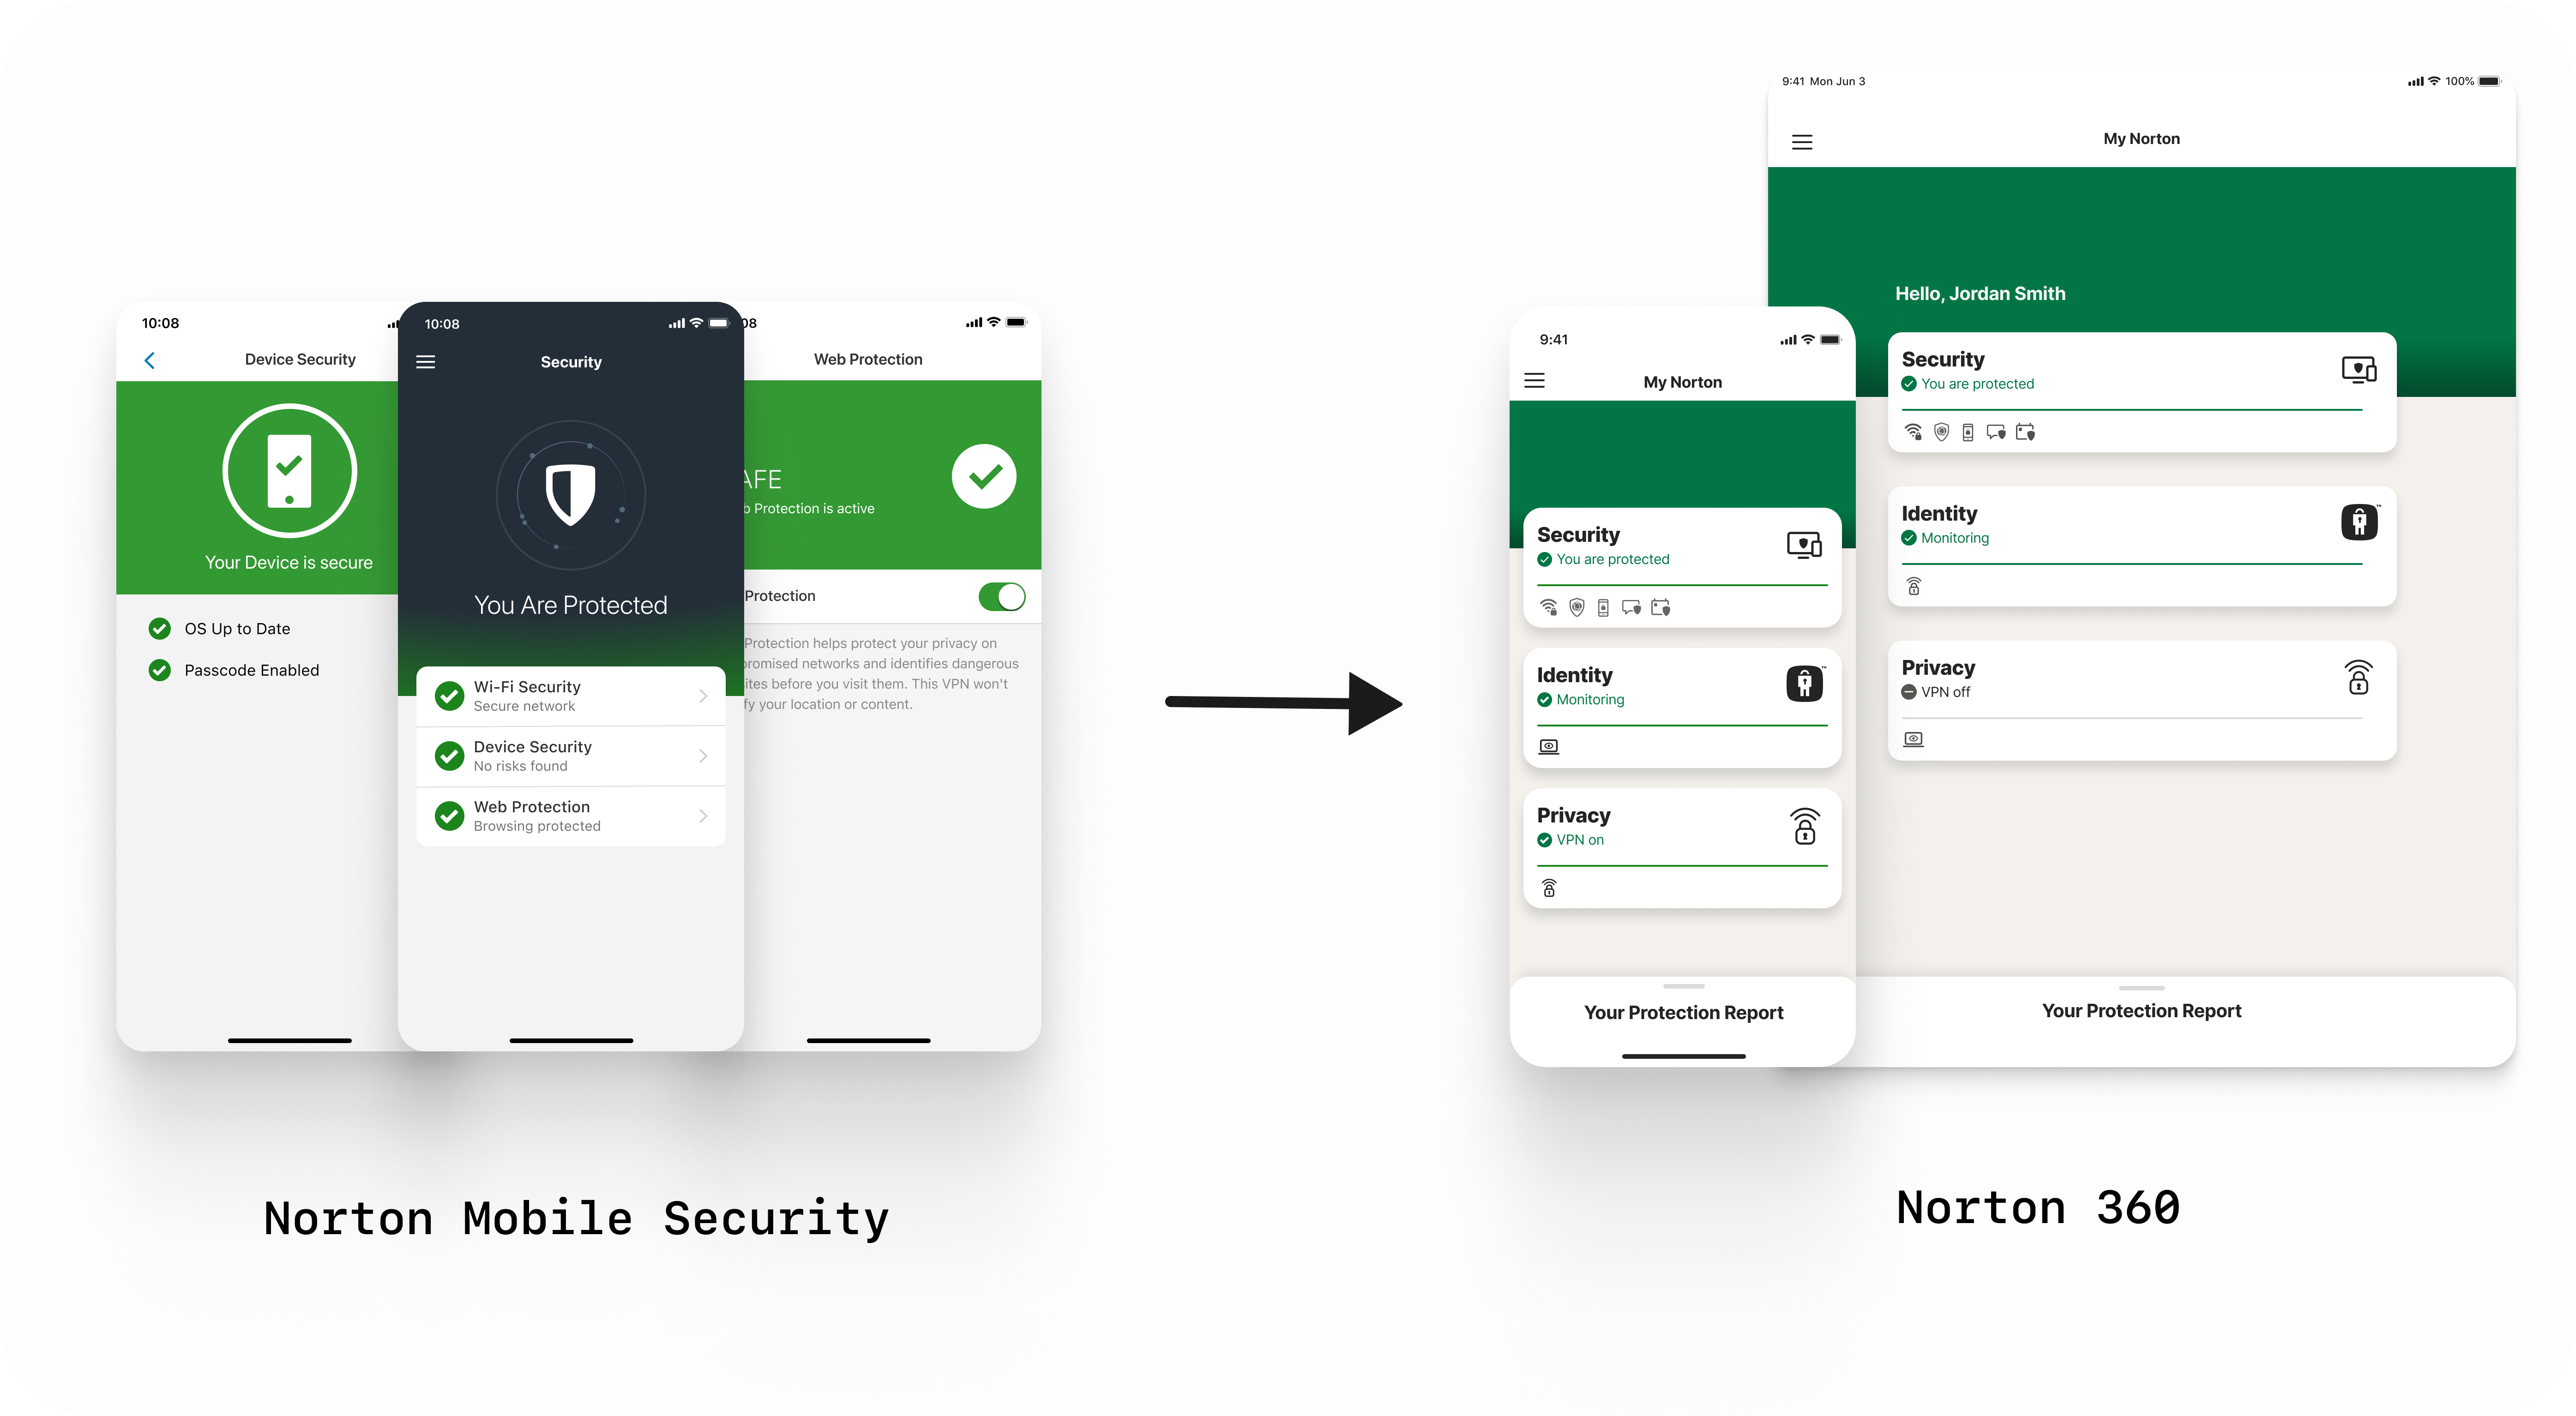 10:08
Device Security
Your Device is secure
OS Up to Date
Passcode Enabled
10:08
Security
You Are Protected
Wi-Fi Security
Secure network
Device Security
No risks found
Web Protection
Browsing protected
08
Web Protection
AFE
b Protection is active
Protection
Protection helps protect your privacy on
promised networks and identifies dangerous
ites before you visit them. This VPN won't
fy your location or content.
Norton Mobile Security
9:41
My Norton
Security
You are protected
Identity
Monitoring
TM
Privacy
VPN on
Your Protection Report
9:41 Mon Jun 3
100%
My Norton
Hello, Jordan Smith
Security
You are protected
Identity
Monitoring
TM
Privacy
VPN off
Your Protection Report
Norton 360